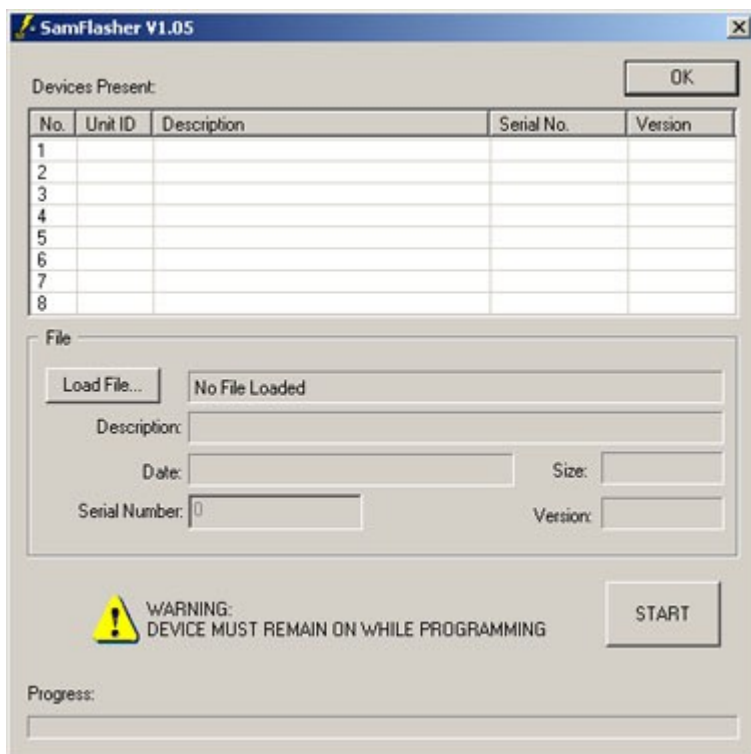 SamFlasher V1.05
OK
Devices Present:
No. Unit ID Description Serial No. Version
1
2
3
4
5
6
7
8
File
Load File... No File Loaded
Description:
Date: Size:
Serial Number: 0 Version:
WARNING:
DEVICE MUST REMAIN ON WHILE PROGRAMMING
START
Progress: